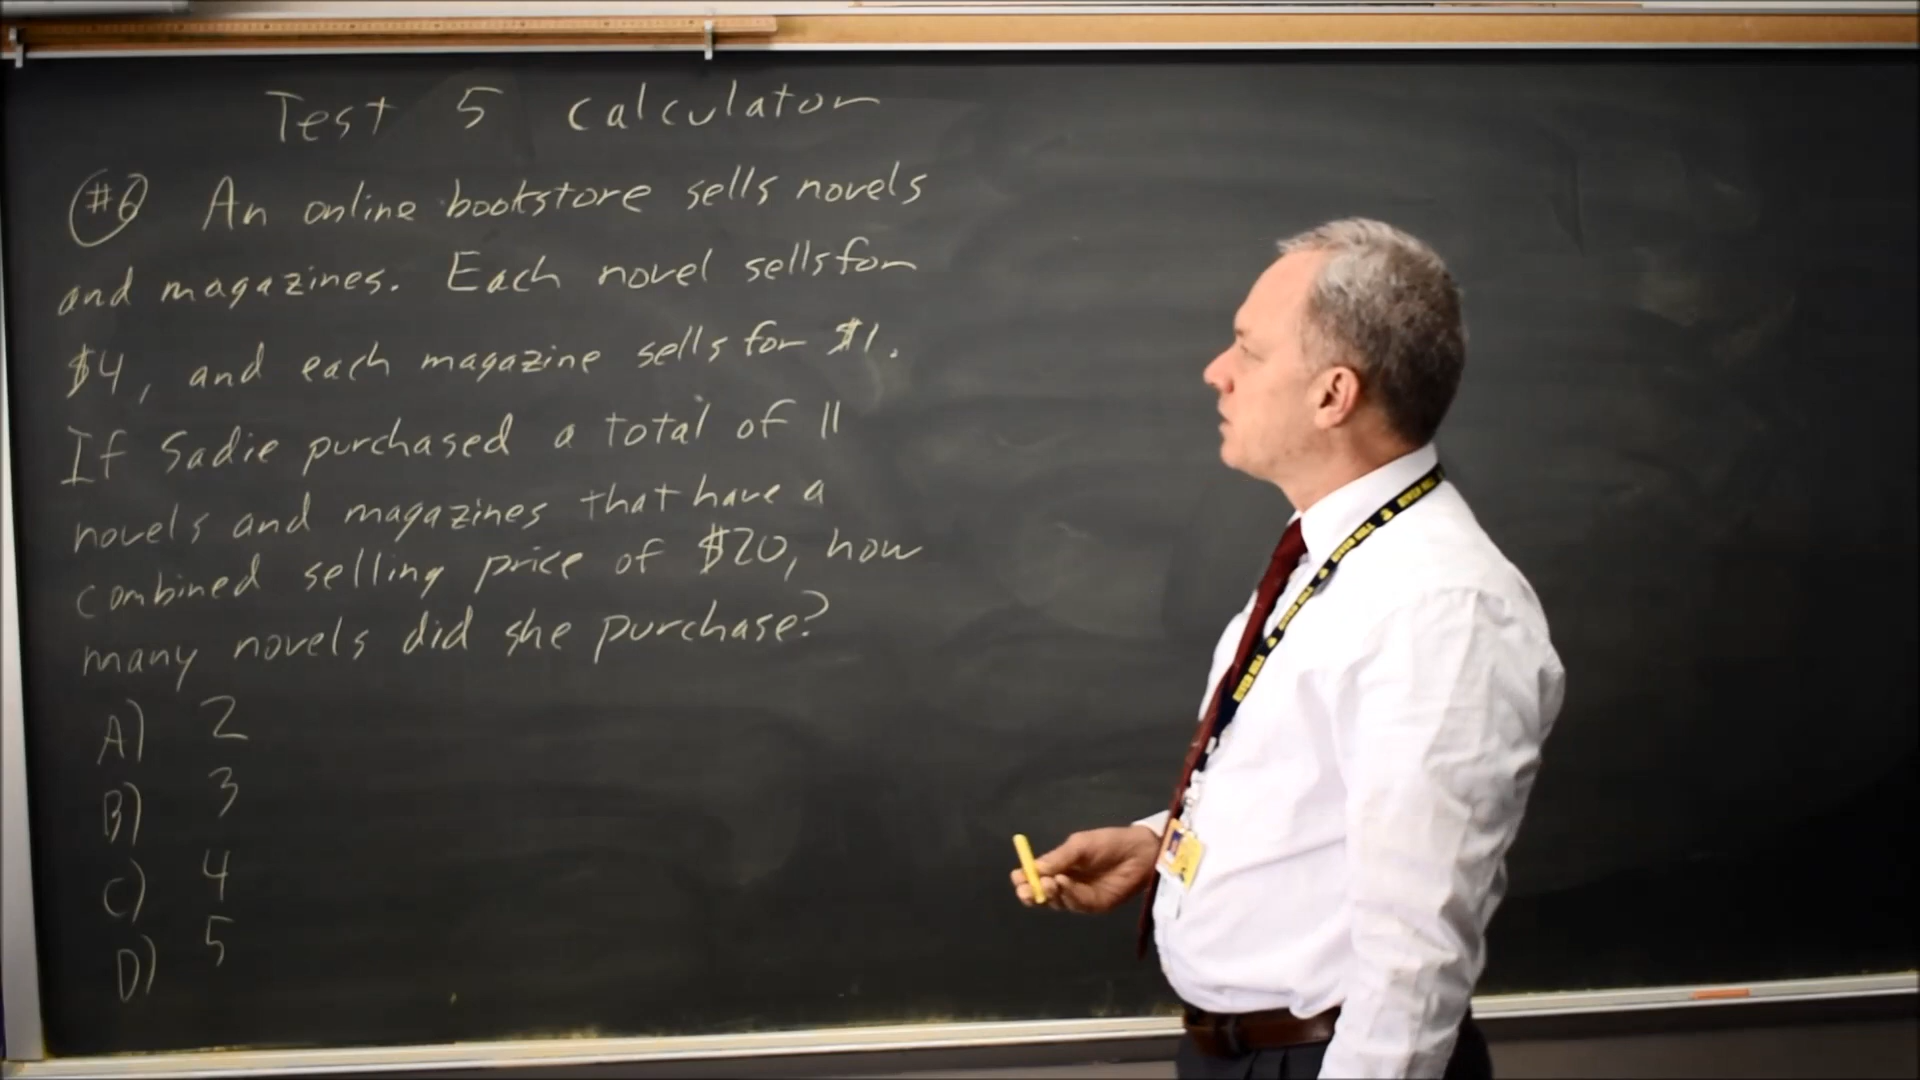 Test 5 calculator
#6 An online bookstore sells novels
and magazines. Each novel sells for
$4, and each magazine sells for $1.
If Sadie purchased a total of 11
novels and magazines that have a
combined selling price of $20, how
many novels did she purchase?
A) 2
B) 3
C) 4
D) 5